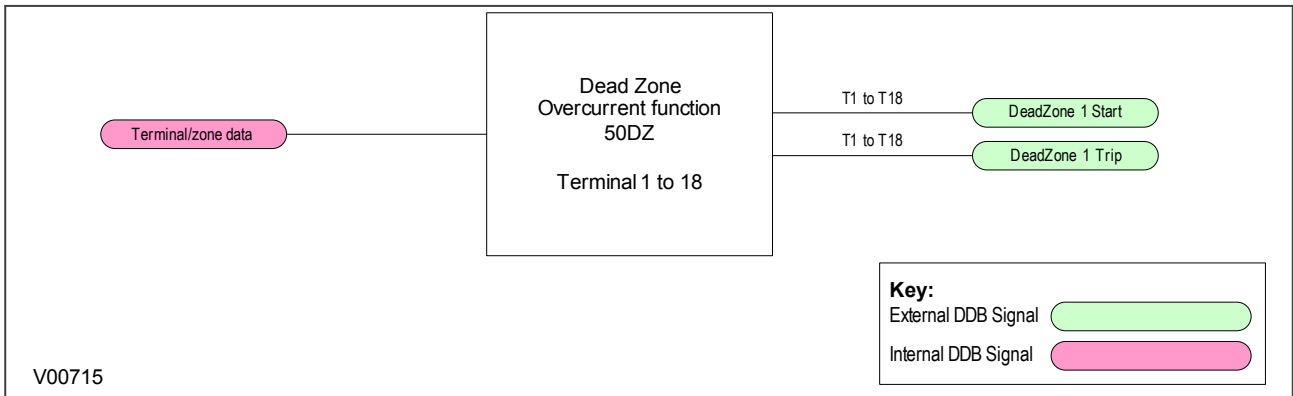 Dead Zone
Overcurrent function
50DZ
Terminal 1 to 18
Terminal/zone data
T1 to T18
DeadZone 1 Start
T1 to T18
DeadZone 1 Trip
Key:
External DDB Signal
Internal DDB Signal
V00715